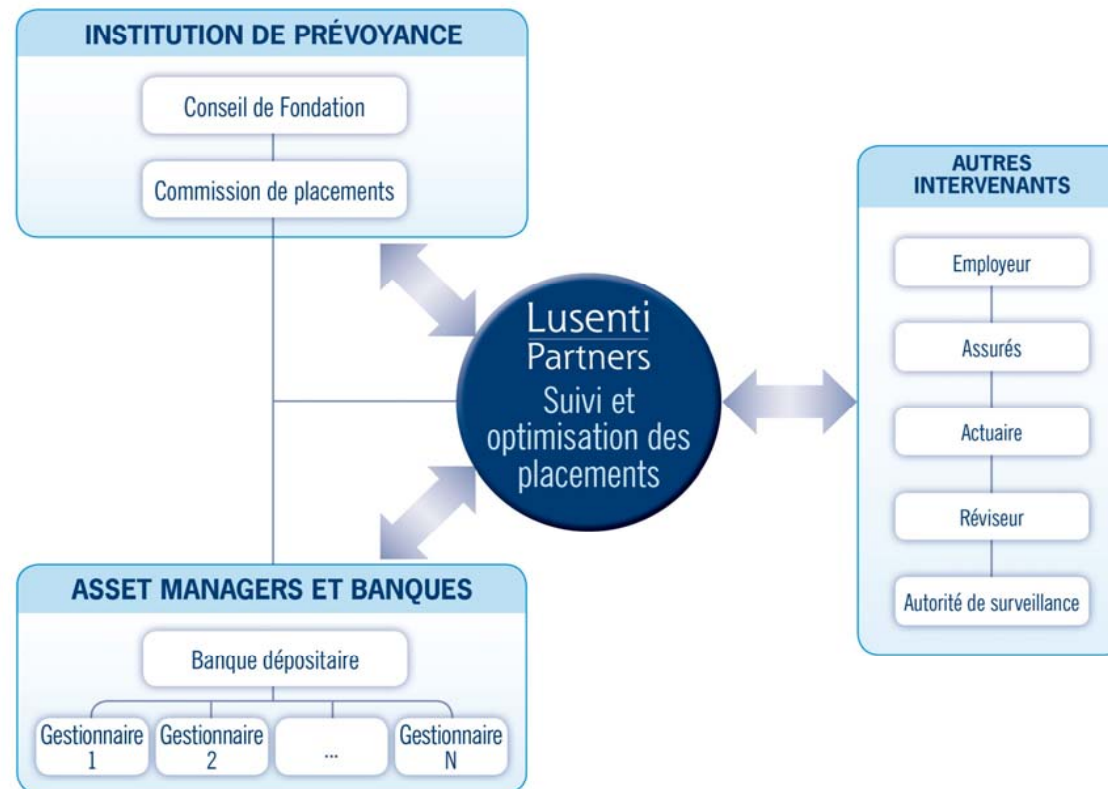 INSTITUTION DE PRÉVOYANCE
Conseil de Fondation
Commission de placements
Lusenti
Partners
Suivi et
optimisation des
placements
AUTRES
INTERVENANTS
Employeur
Assurés
Actuaire
Réviseur
Autorité de surveillance
ASSET MANAGERS ET BANQUES
Banque dépositaire
Gestionnaire
1
Gestionnaire
2
...
Gestionnaire
N